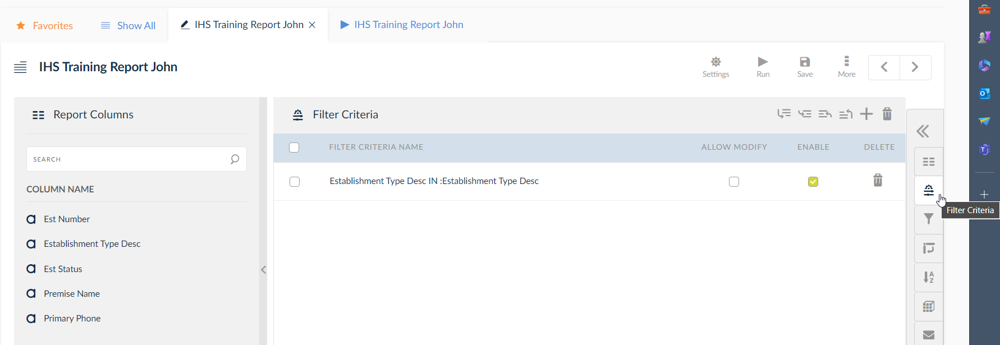 Favorites
Show All
IHS Training Report John
IHS Training Report John
IHS Training Report John
Settings
Run
Save
More
Report Columns
SEARCH
COLUMN NAME
Est Number
Establishment Type Desc
Est Status
Premise Name
Primary Phone
Filter Criteria
FILTER CRITERIA NAME
ALLOW MODIFY
ENABLE
DELETE
Establishment Type Desc IN :Establishment Type Desc
Filter Criteria
A
Z